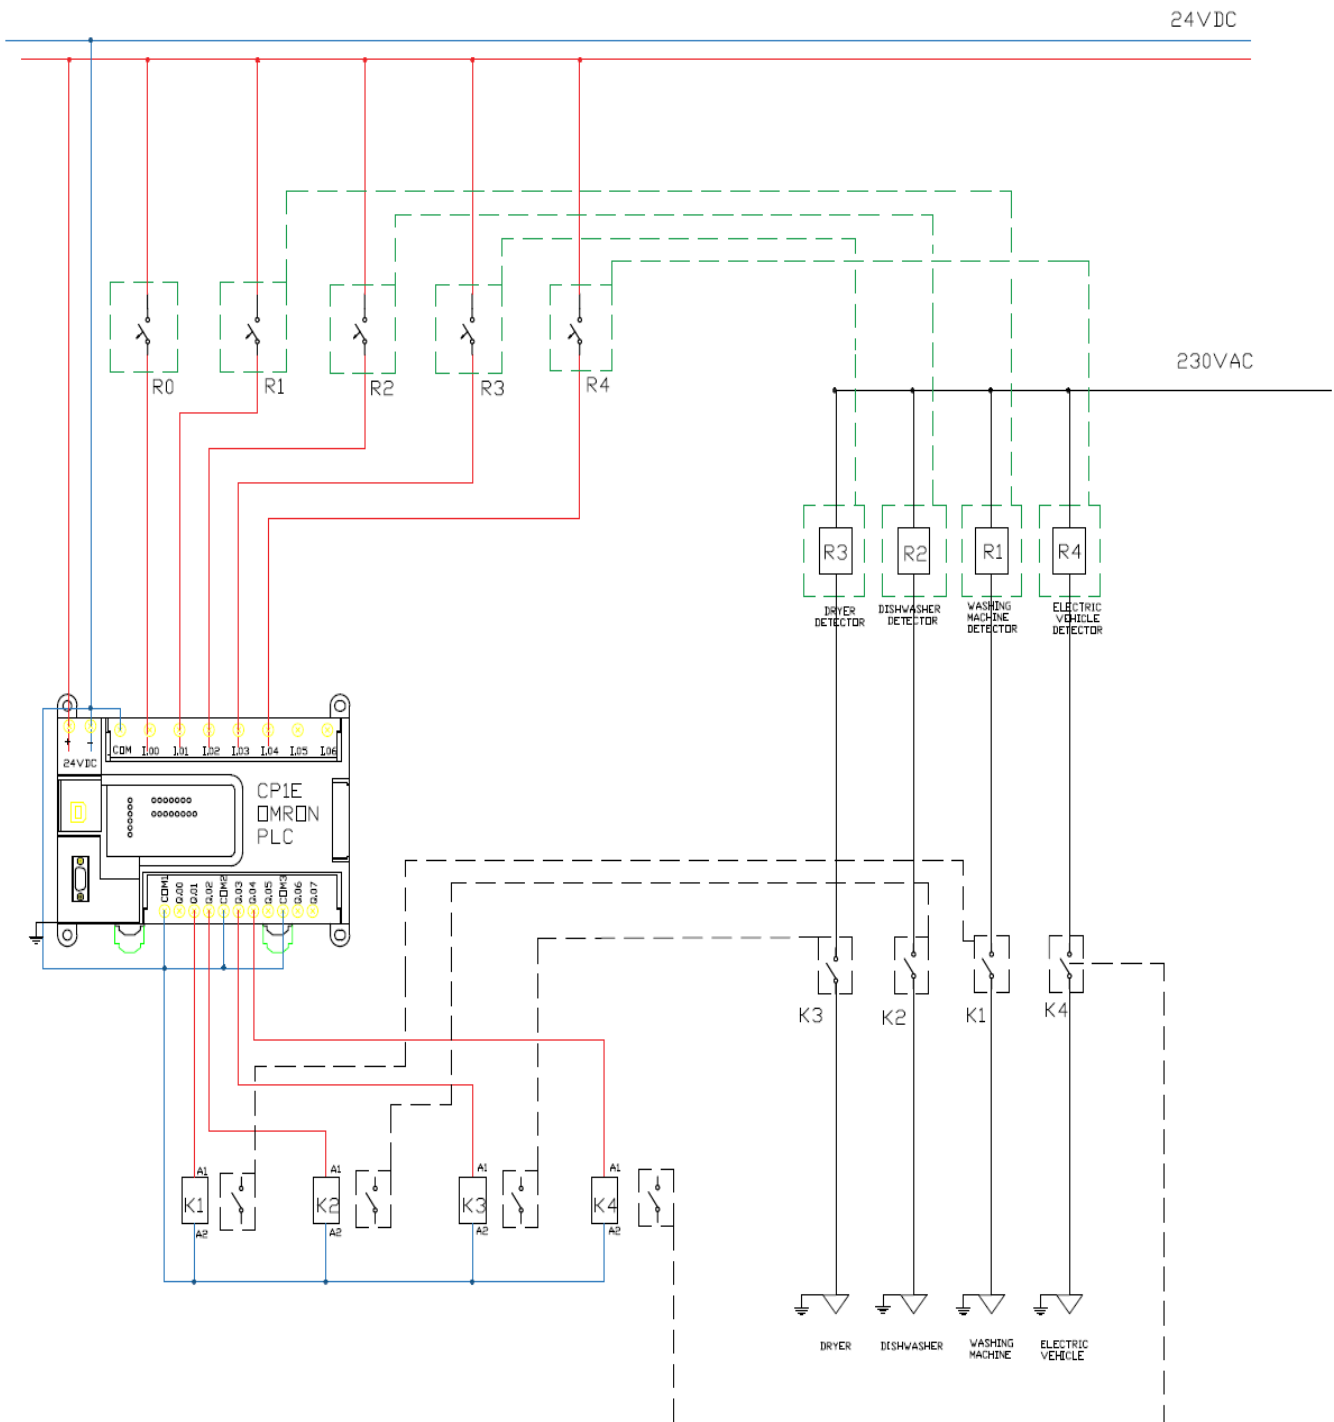 24VDC
R0
R1
R2
R3
R4
230VAC
R3
R2
R1
R4
DRYER
DETECTOR
DISHWASHER
DETECTOR
WASHING
MACHINE
DETECTOR
ELECTRIC
VEHICLE
DETECTOR
+
-
24VDC
COM
I.00
I.01
I.02
I.03
I.04
I.05
I.06
CP1E
OMRON
PLC
COM1
Q.00
Q.01
Q.02
COM2
Q.03
Q.04
Q.05
COM3
Q.06
Q.07
K3
K2
K1
K4
A1
K1
A2
A1
K2
A2
A1
K3
A2
A1
K4
A2
DRYER
DISHWASHER
WASHING
MACHINE
ELECTRIC
VEHICLE